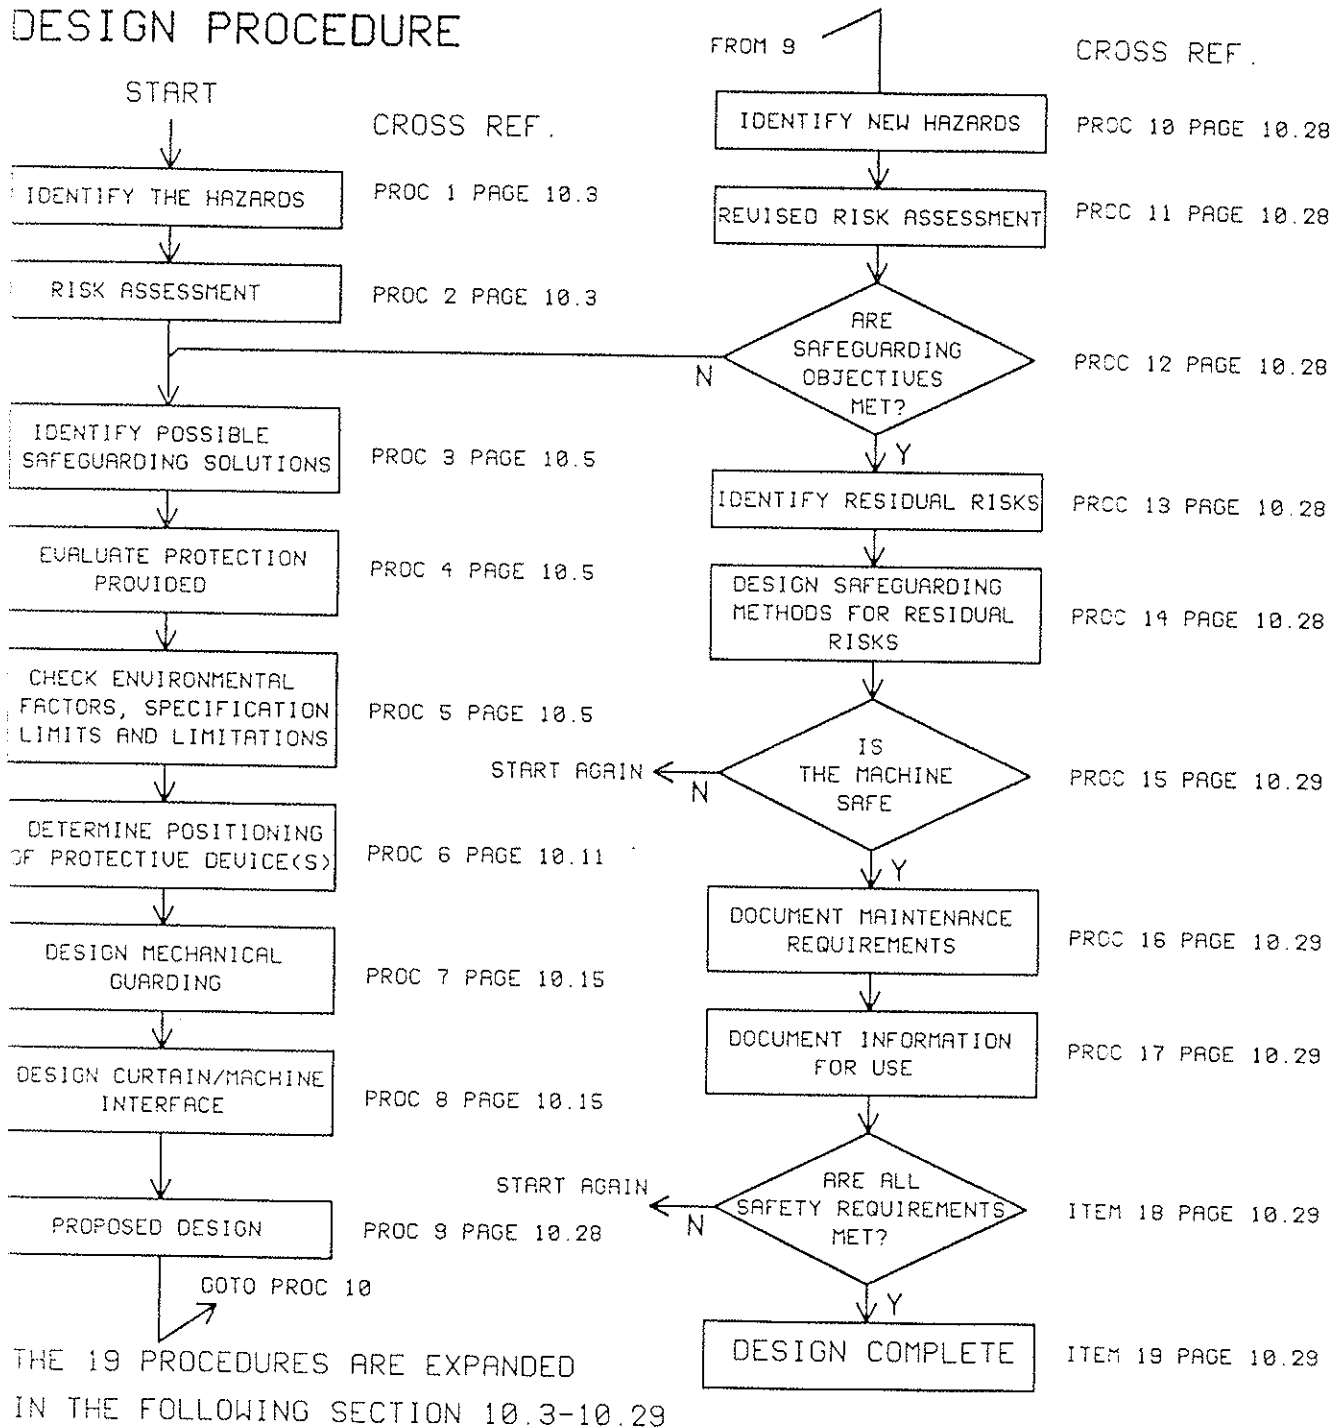 DESIGN PROCEDURE
START
CROSS REF.
IDENTIFY THE HAZARDS
PROC 1 PAGE 10.3
RISK ASSESSMENT
PROC 2 PAGE 10.3
IDENTIFY POSSIBLE
SAFEGUARDING SOLUTIONS
PROC 3 PAGE 10.5
EVALUATE PROTECTION
PROVIDED
PROC 4 PAGE 10.5
CHECK ENVIRONMENTAL
FACTORS, SPECIFICATION
LIMITS AND LIMITATIONS
PROC 5 PAGE 10.5
DETERMINE POSITIONING
OF PROTECTIVE DEVICE(S)
PROC 6 PAGE 10.11
DESIGN MECHANICAL
GUARDING
PROC 7 PAGE 10.15
DESIGN CURTAIN/MACHINE
INTERFACE
PROC 8 PAGE 10.15
PROPOSED DESIGN
PROC 9 PAGE 10.28
GOTO PROC 10
THE 19 PROCEDURES ARE EXPANDED
IN THE FOLLOWING SECTION 10.3-10.29
FROM 9
CROSS REF.
IDENTIFY NEW HAZARDS
PROC 10 PAGE 10.28
REVISED RISK ASSESSMENT
PROC 11 PAGE 10.28
ARE
SAFEGUARDING
OBJECTIVES
MET?
N
PROC 12 PAGE 10.28
Y
IDENTIFY RESIDUAL RISKS
PROC 13 PAGE 10.28
DESIGN SAFEGUARDING
METHODS FOR RESIDUAL
RISKS
PROC 14 PAGE 10.28
IS
THE MACHINE
SAFE
START AGAIN
N
PROC 15 PAGE 10.29
Y
DOCUMENT MAINTENANCE
REQUIREMENTS
PROC 16 PAGE 10.29
DOCUMENT INFORMATION
FOR USE
PROC 17 PAGE 10.29
ARE ALL
SAFETY REQUIREMENTS
MET?
START AGAIN
N
ITEM 18 PAGE 10.29
Y
DESIGN COMPLETE
ITEM 19 PAGE 10.29